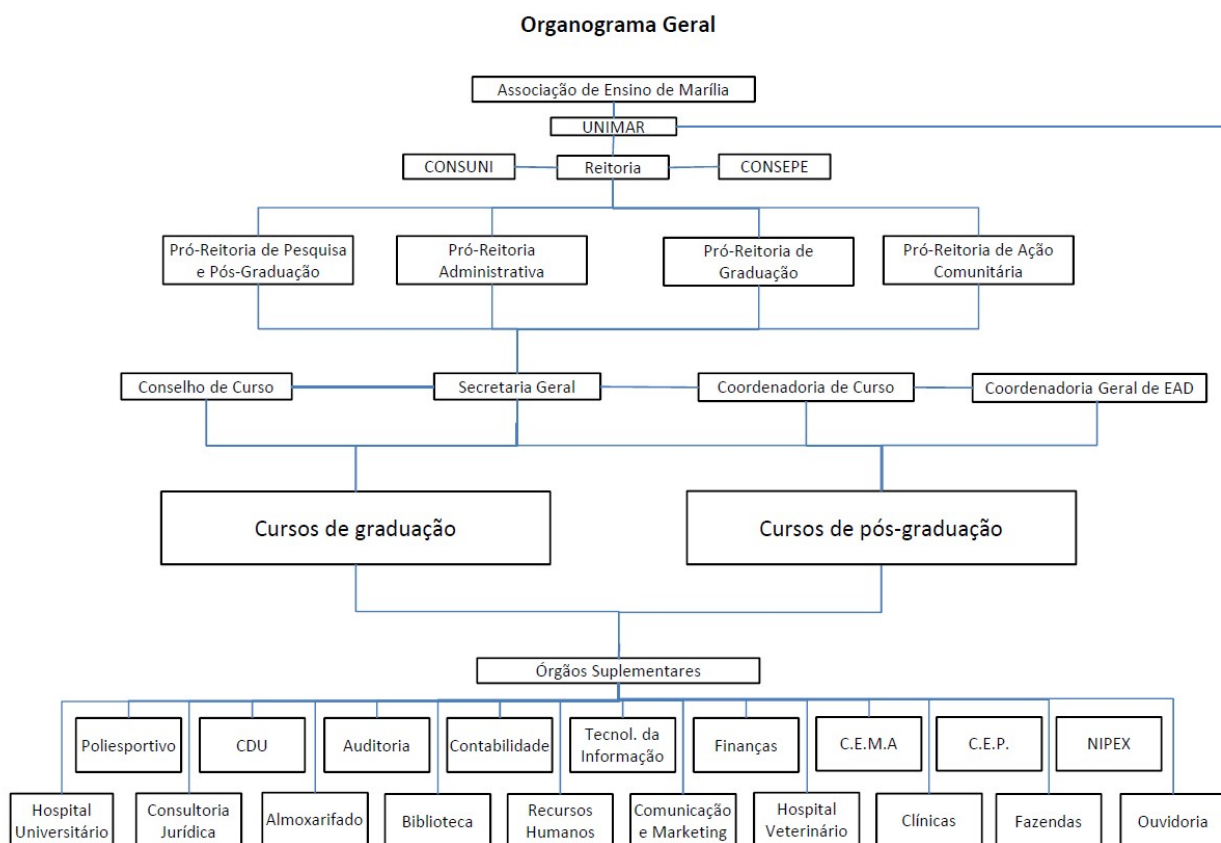 Organograma Geral
Associação de Ensino de Marília
UNIMAR
CONSUNI
Reitoria
CONSEPE
Pró-Reitoria de Pesquisa
e Pós-Graduação
Pró-Reitoria
Administrativa
Pró-Reitoria de
Graduação
Pró-Reitoria de Ação
Comunitária
Conselho de Curso
Secretaria Geral
Coordenadoria de Curso
Coordenadoria Geral de EAD
Cursos de graduação
Cursos de pós-graduação
Órgãos Suplementares
Poliesportivo
CDU
Auditoria
Contabilidade
Tecnol. da
Informação
Finanças
C.E.M.A
C.E.P.
NIPEX
Hospital
Universitário
Consultoria
Jurídica
Almoxarifado
Biblioteca
Recursos
Humanos
Comunicação
e Marketing
Hospital
Veterinário
Clínicas
Fazendas
Ouvidoria